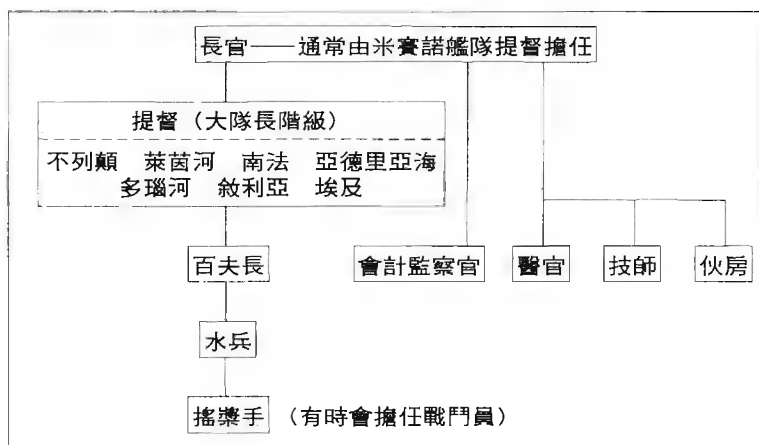 長官——通常由米賽諾艦隊提督擔任
提督（大隊長階級）
不列顛 萊茵河 南法 亞德里亞海
多瑙河 敘利亞 埃及
百夫長 會計監察官 醫官 技師 伙房
水兵
搖槳手（有時會擔任戰鬥員）